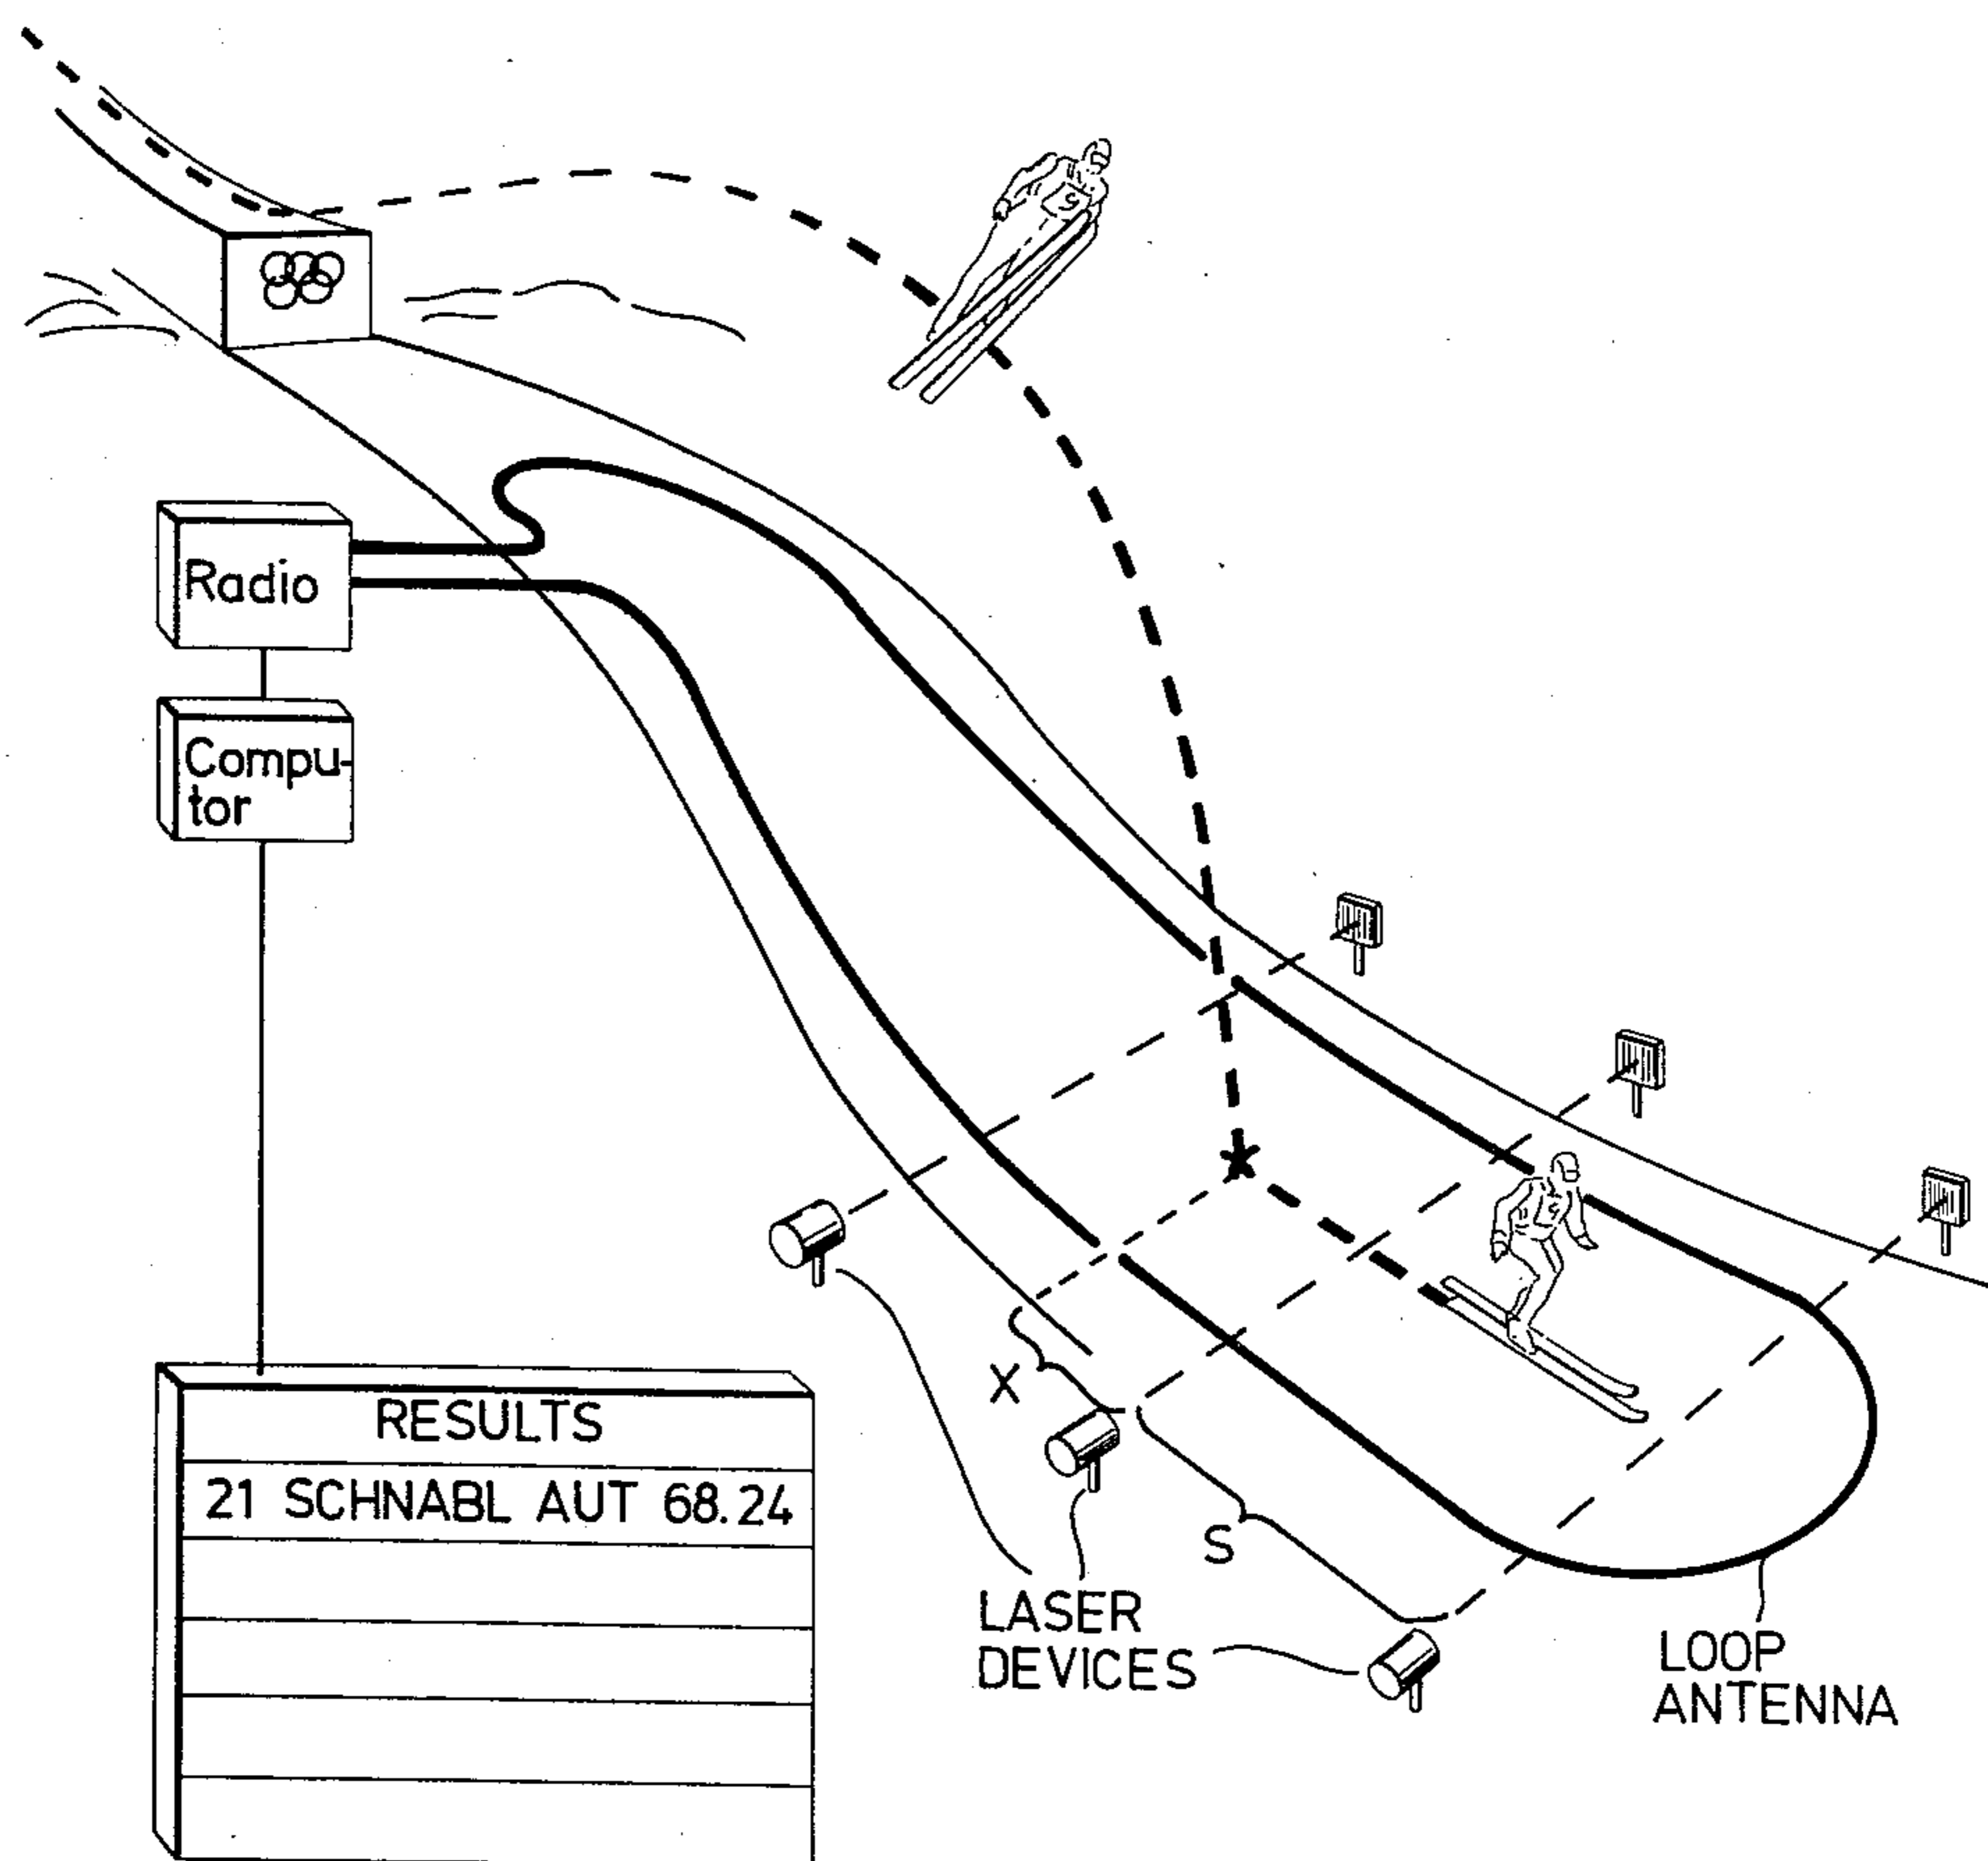 Radio
Compu-
tor
RESULTS
21 SCHNABL AUT 68.24
X
S
LASER
DEVICES
LOOP
ANTENNA